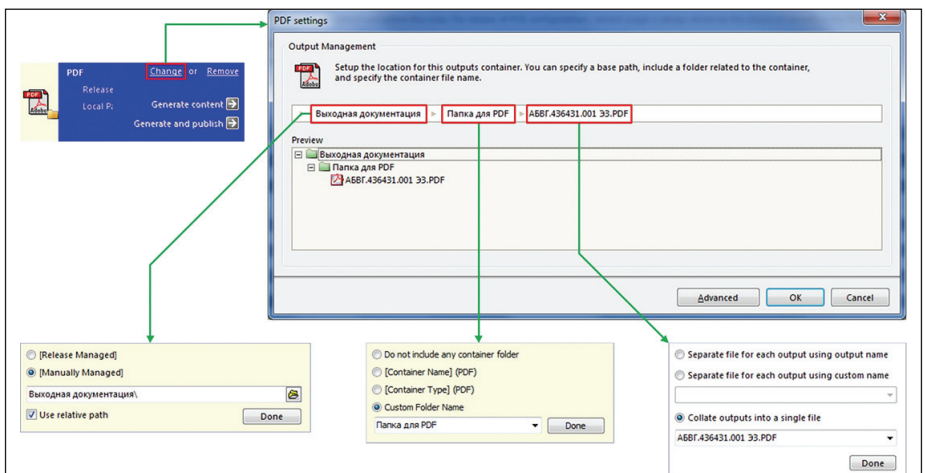 PDF settings
Output Management
Setup the location for this outputs container. You can specify a base path, include a folder related to the container,
and specify the container file name.
PDF
Change or Remove
Release
Local Pa
Generate content
Generate and publish
PDF
Adobe
Выходная документация
Папка для PDF
АБВГ.436431.001 ЭЗ.PDF
Preview
Выходная документация
Папка для PDF
АБВГ.436431.001 ЭЗ.PDF
Advanced
OK
Cancel
[Release Managed]
[Manually Managed]
Выходная документация\
Use relative path
Done
Do not include any container folder
[Container Name] (PDF)
[Container Type] (PDF)
Custom Folder Name
Папка для PDF
Done
Separate file for each output using output name
Separate file for each output using custom name
Collate outputs into a single file
АБВГ.436431.001 ЭЗ.PDF
Done